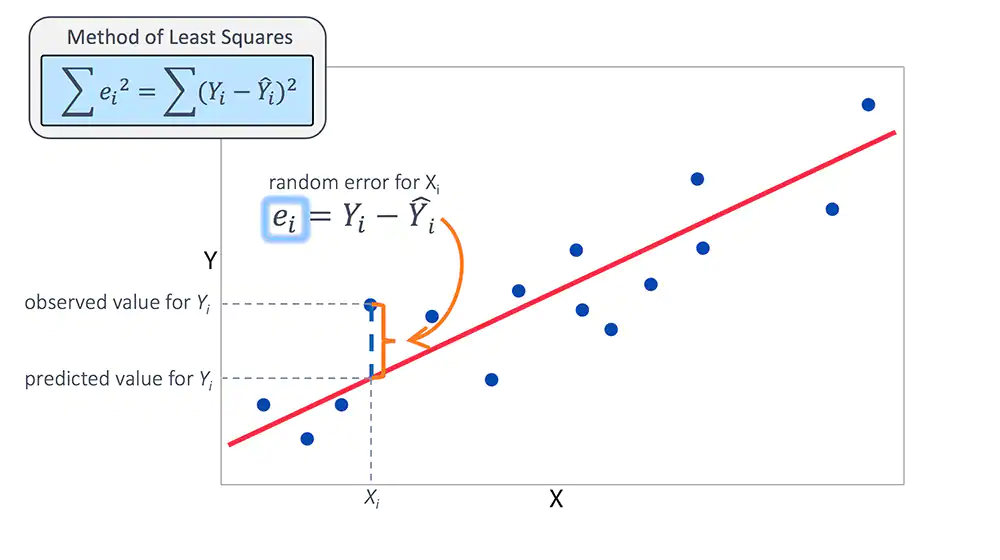 Method of Least Squares
∑eᵢ² = ∑(Yᵢ − Ŷᵢ)²
random error for Xᵢ
eᵢ = Yᵢ − Ŷᵢ
Y
observed value for Yᵢ
predicted value for Yᵢ
Xᵢ
X